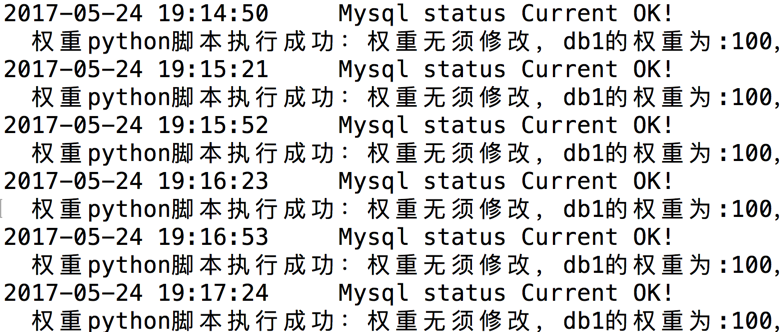 2017-05-24 19:14:50 Mysql status Current OK!
权重python脚本执行成功：权重无须修改，db1的权重为:100,
2017-05-24 19:15:21 Mysql status Current OK!
权重python脚本执行成功：权重无须修改，db1的权重为:100,
2017-05-24 19:15:52 Mysql status Current OK!
权重python脚本执行成功：权重无须修改，db1的权重为:100,
2017-05-24 19:16:23 Mysql status Current OK!
权重python脚本执行成功：权重无须修改，db1的权重为:100,
2017-05-24 19:16:53 Mysql status Current OK!
权重python脚本执行成功：权重无须修改，db1的权重为:100,
2017-05-24 19:17:24 Mysql status Current OK!
权重python脚本执行成功：权重无须修改，db1的权重为:100,